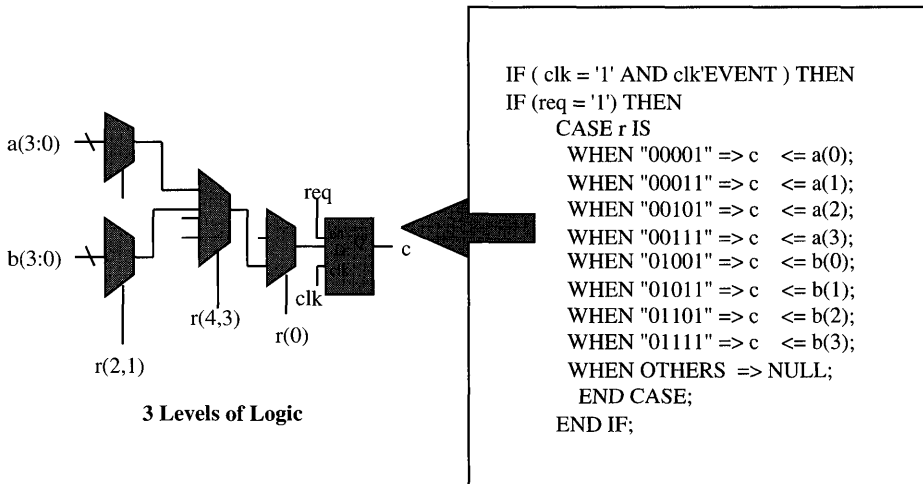 a(3:0)
b(3:0)
r(2,1)
r(4,3)
r(0)
req
clk
c
3 Levels of Logic
IF ( clk = '1' AND clk'EVENT ) THEN
IF (req = '1') THEN
CASE r IS
WHEN "00001" => c <= a(0);
WHEN "00011" => c <= a(1);
WHEN "00101" => c <= a(2);
WHEN "00111" => c <= a(3);
WHEN "01001" => c <= b(0);
WHEN "01011" => c <= b(1);
WHEN "01101" => c <= b(2);
WHEN "01111" => c <= b(3);
WHEN OTHERS => NULL;
END CASE;
END IF;